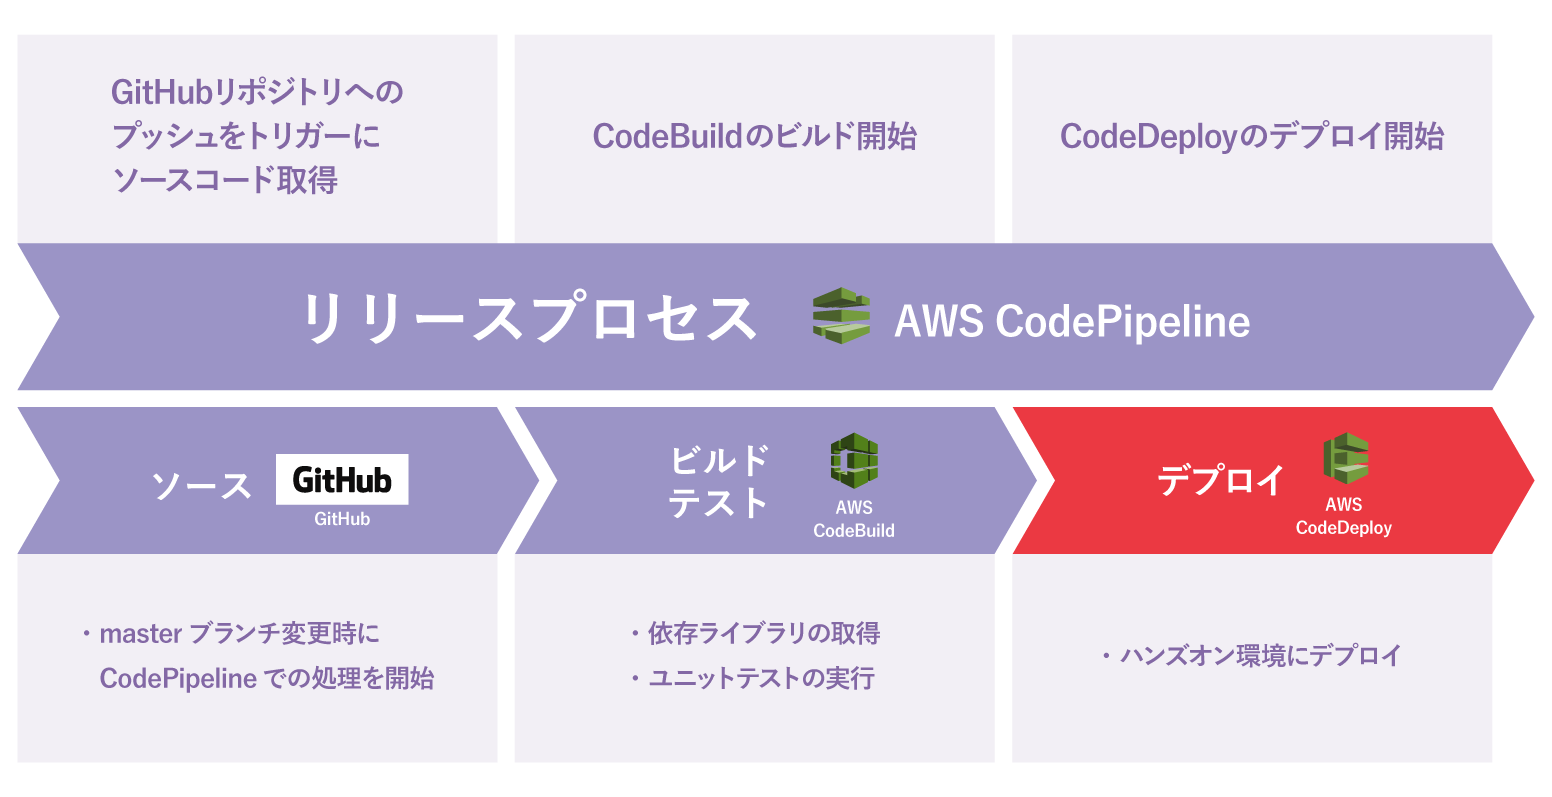 GitHubリポジトリへの
プッシュをトリガーに
ソースコード取得
CodeBuildのビルド開始
CodeDeployのデプロイ開始
リリースプロセス
AWS CodePipeline
ソース
GitHub
GitHub
ビルド
テスト
AWS
CodeBuild
デプロイ
AWS
CodeDeploy
・master ブランチ変更時に
CodePipeline での処理を開始
・依存ライブラリの取得
・ユニットテストの実行
・ハンズオン環境にデプロイ